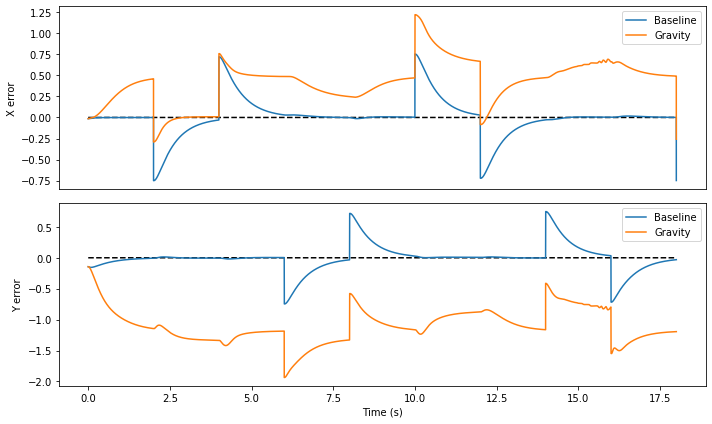 1.25
1.00
0.75
0.50
0.25
0.00
−0.25
−0.50
−0.75
X error
Baseline
Gravity
0.5
0.0
−0.5
−1.0
−1.5
−2.0
Y error
Baseline
Gravity
0.0 2.5 5.0 7.5 10.0 12.5 15.0 17.5
Time (s)